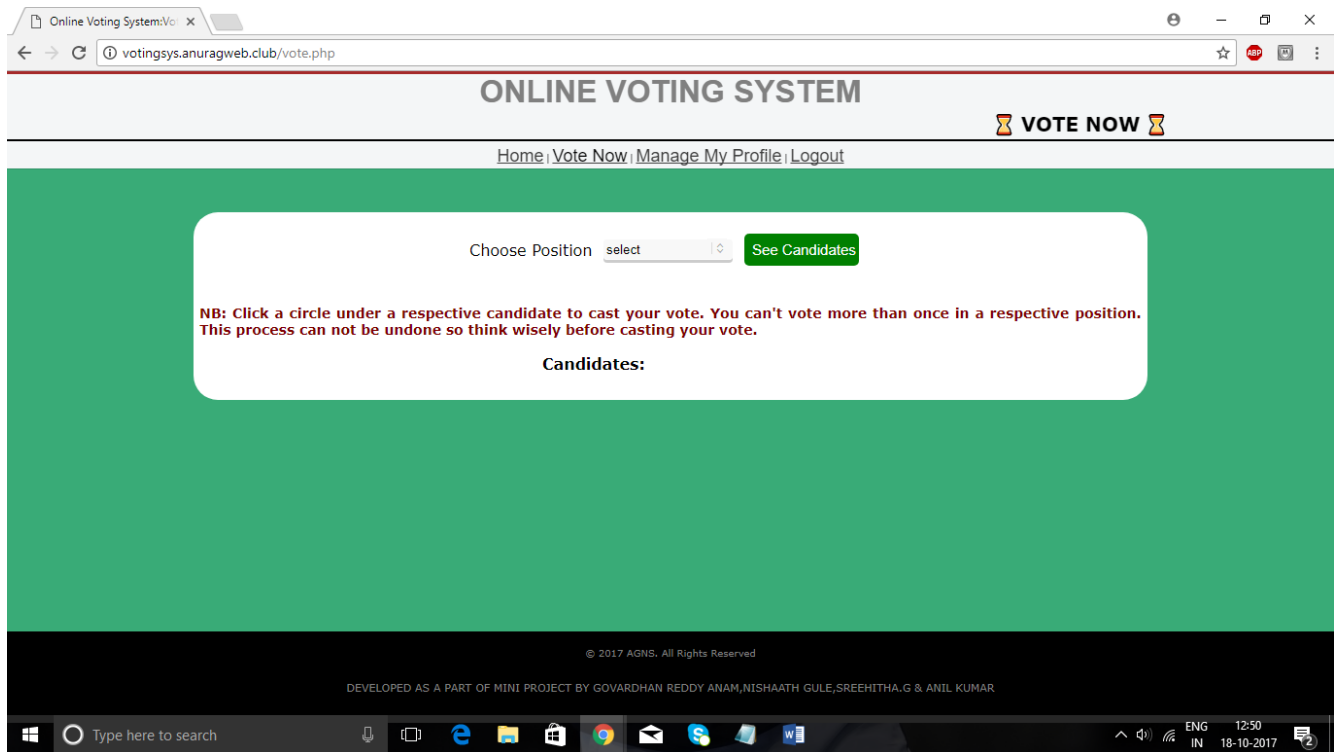 Online Voting System:Vo
votingsys.anuragweb.club/vote.php
ABP
ONLINE VOTING SYSTEM
VOTE NOW
Home | Vote Now | Manage My Profile | Logout
Choose Position select See Candidates
NB: Click a circle under a respective candidate to cast your vote. You can't vote more than once in a respective position.
This process can not be undone so think wisely before casting your vote.
Candidates:
© 2017 AGNS. All Rights Reserved
DEVELOPED AS A PART OF MINI PROJECT BY GOVARDHAN REDDY ANAM,NISHAATH GULE,SREEHITHA.G & ANIL KUMAR
Type here to search
ENG 12:50
IN 18-10-2017
2